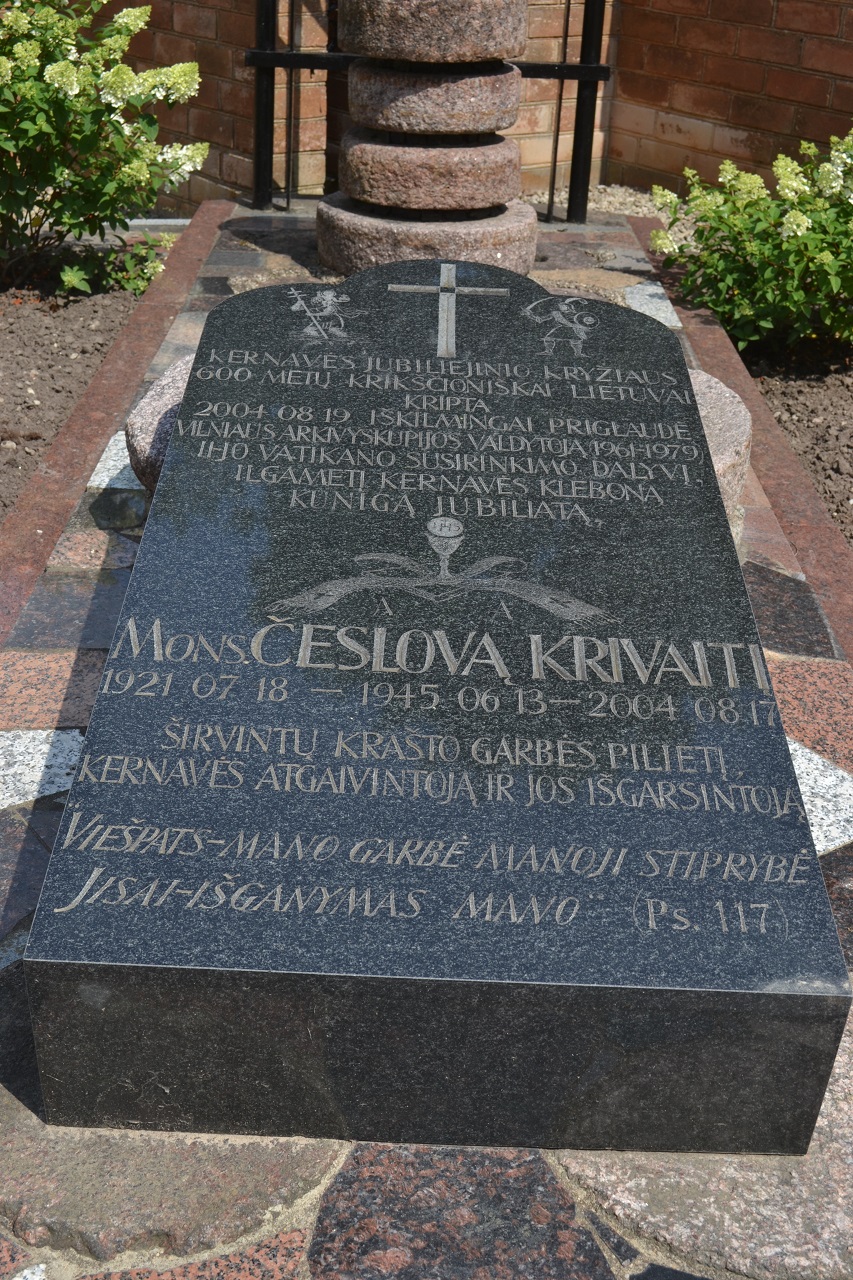 KERNAVĖS JUBILIEJINIO KRYŽIAUS
600 METŲ KRIKŠČIONIŠKAI LIETUVAI
KRIPTA
2004 08 19 IŠKILMINGAI PRIGLAUDĖ
VILNIAUS ARKIVYSKUPIJOS VALDYTOJĄ 1961-1979
IIJO VATIKANO SUSIRINKIMO DALYVĮ,
ILGAMETĮ KERNAVĖS KLEBONĄ
KUNIGĄ JUBILIATĄ,
IHS
A A
MONS. ČESLOVĄ KRIVAITĮ
1921 07 18 – 1945 06 13 – 2004 08 17
ŠIRVINTŲ KRAŠTO GARBĖS PILIETĮ,
KERNAVĖS ATGAIVINTOJĄ IR JOS IŠGARSINTOJĄ
"VIEŠPATS-MANO GARBĖ MANOJI STIPRYBĖ
JISAI-IŠGANYMAS MANO" (PS. 117)